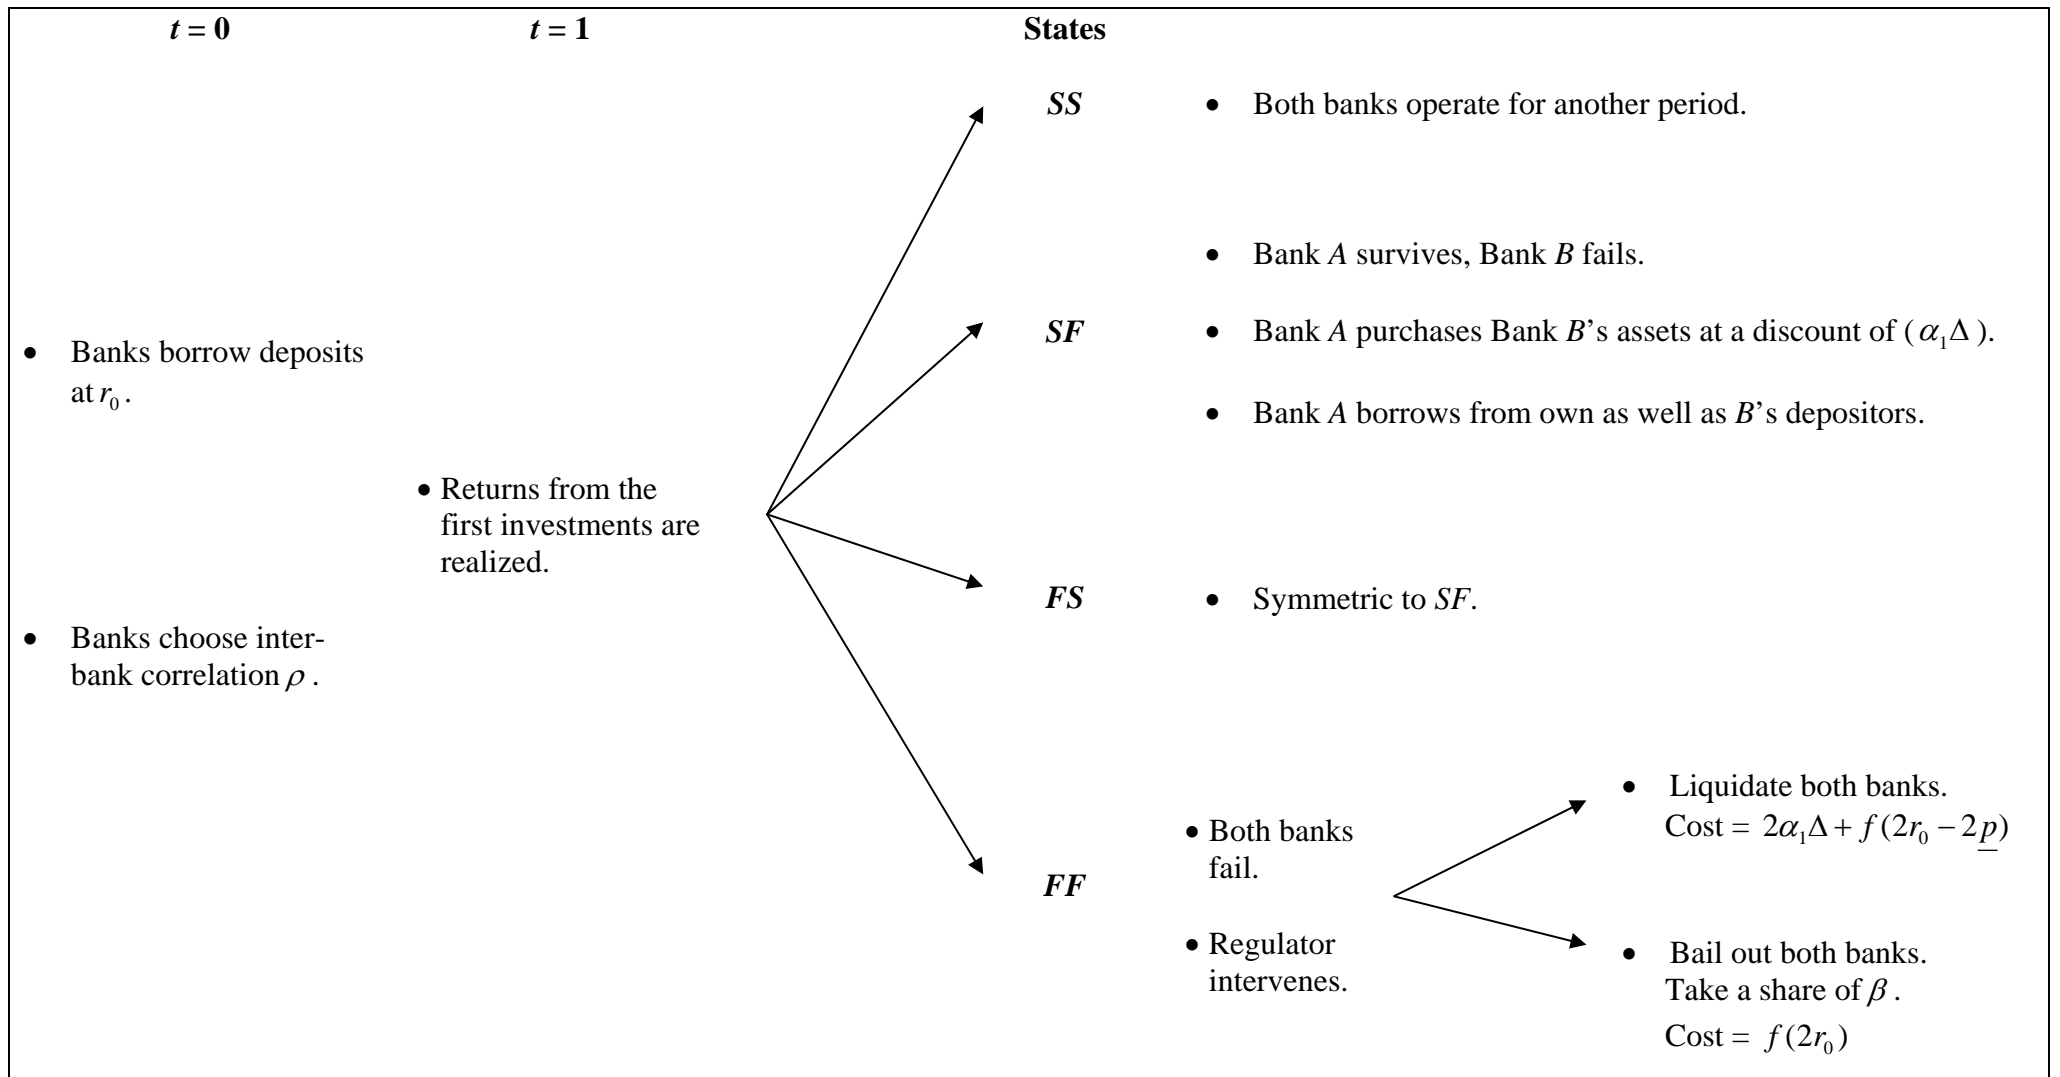 t = 0
t = 1
States
SS
• Both banks operate for another period.
• Bank A survives, Bank B fails.
SF
• Bank A purchases Bank B’s assets at a discount of (α₁Δ).
• Bank A borrows from own as well as B’s depositors.
• Banks borrow deposits
at r₀.
• Returns from the
first investments are
realized.
FS
• Symmetric to SF.
• Banks choose inter-
bank correlation ρ.
FF
• Both banks
fail.
• Regulator
intervenes.
• Liquidate both banks.
Cost = 2α₁Δ + f(2r₀ − 2p̲)
• Bail out both banks.
Take a share of β.
Cost = f(2r₀)